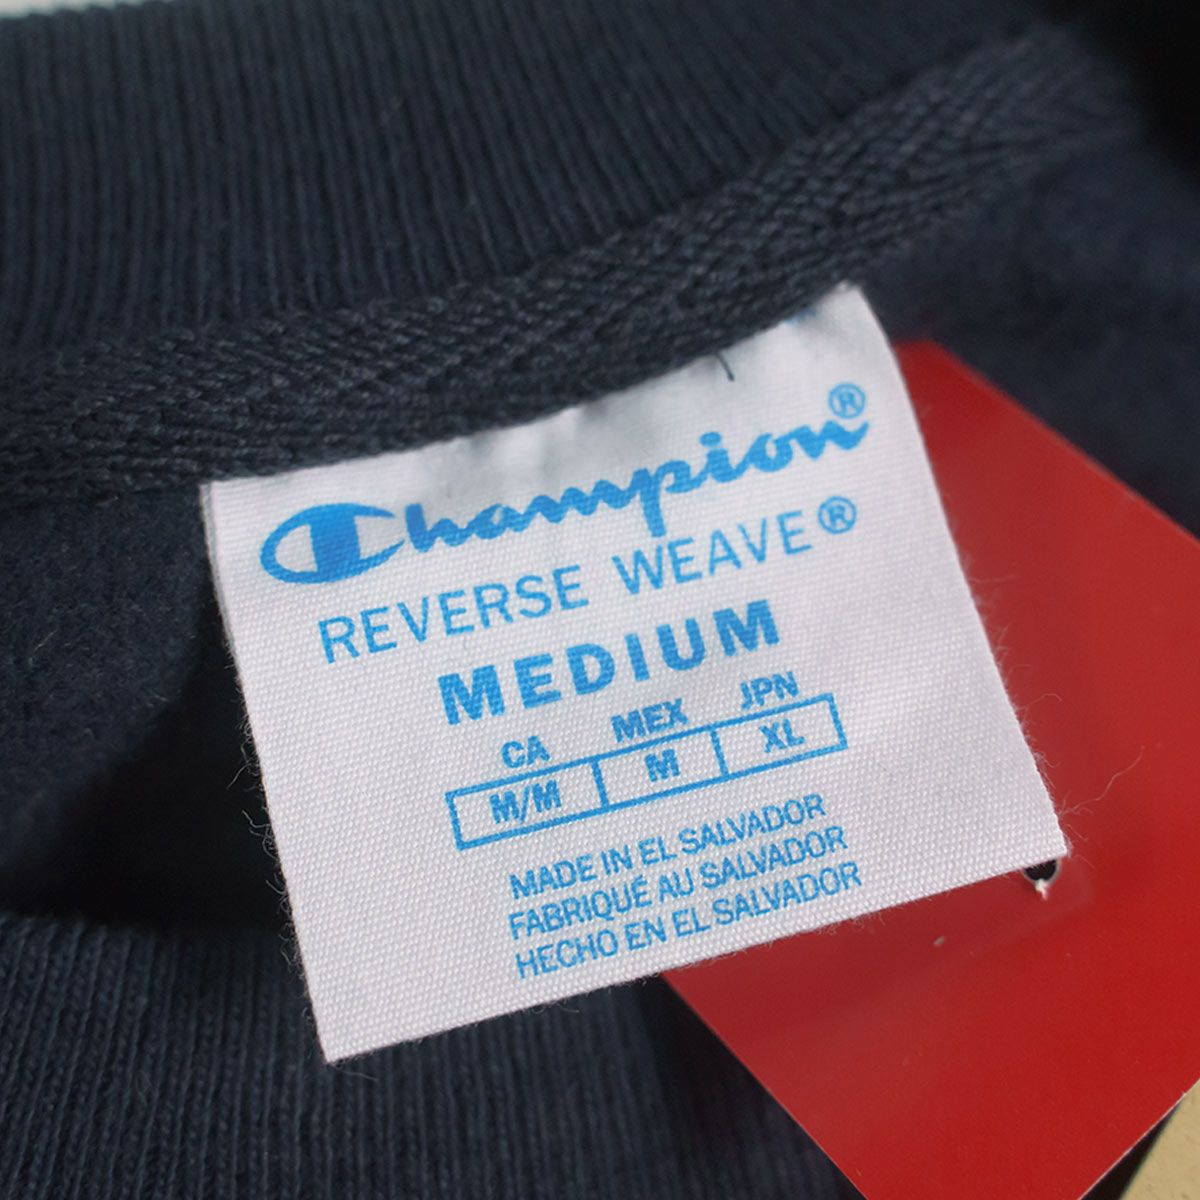 Champion®
REVERSE WEAVE®
MEDIUM
CA MEX JPN
M/M M XL
MADE IN EL SALVADOR
FABRIQUÉ AU SALVADOR
HECHO EN EL SALVADOR